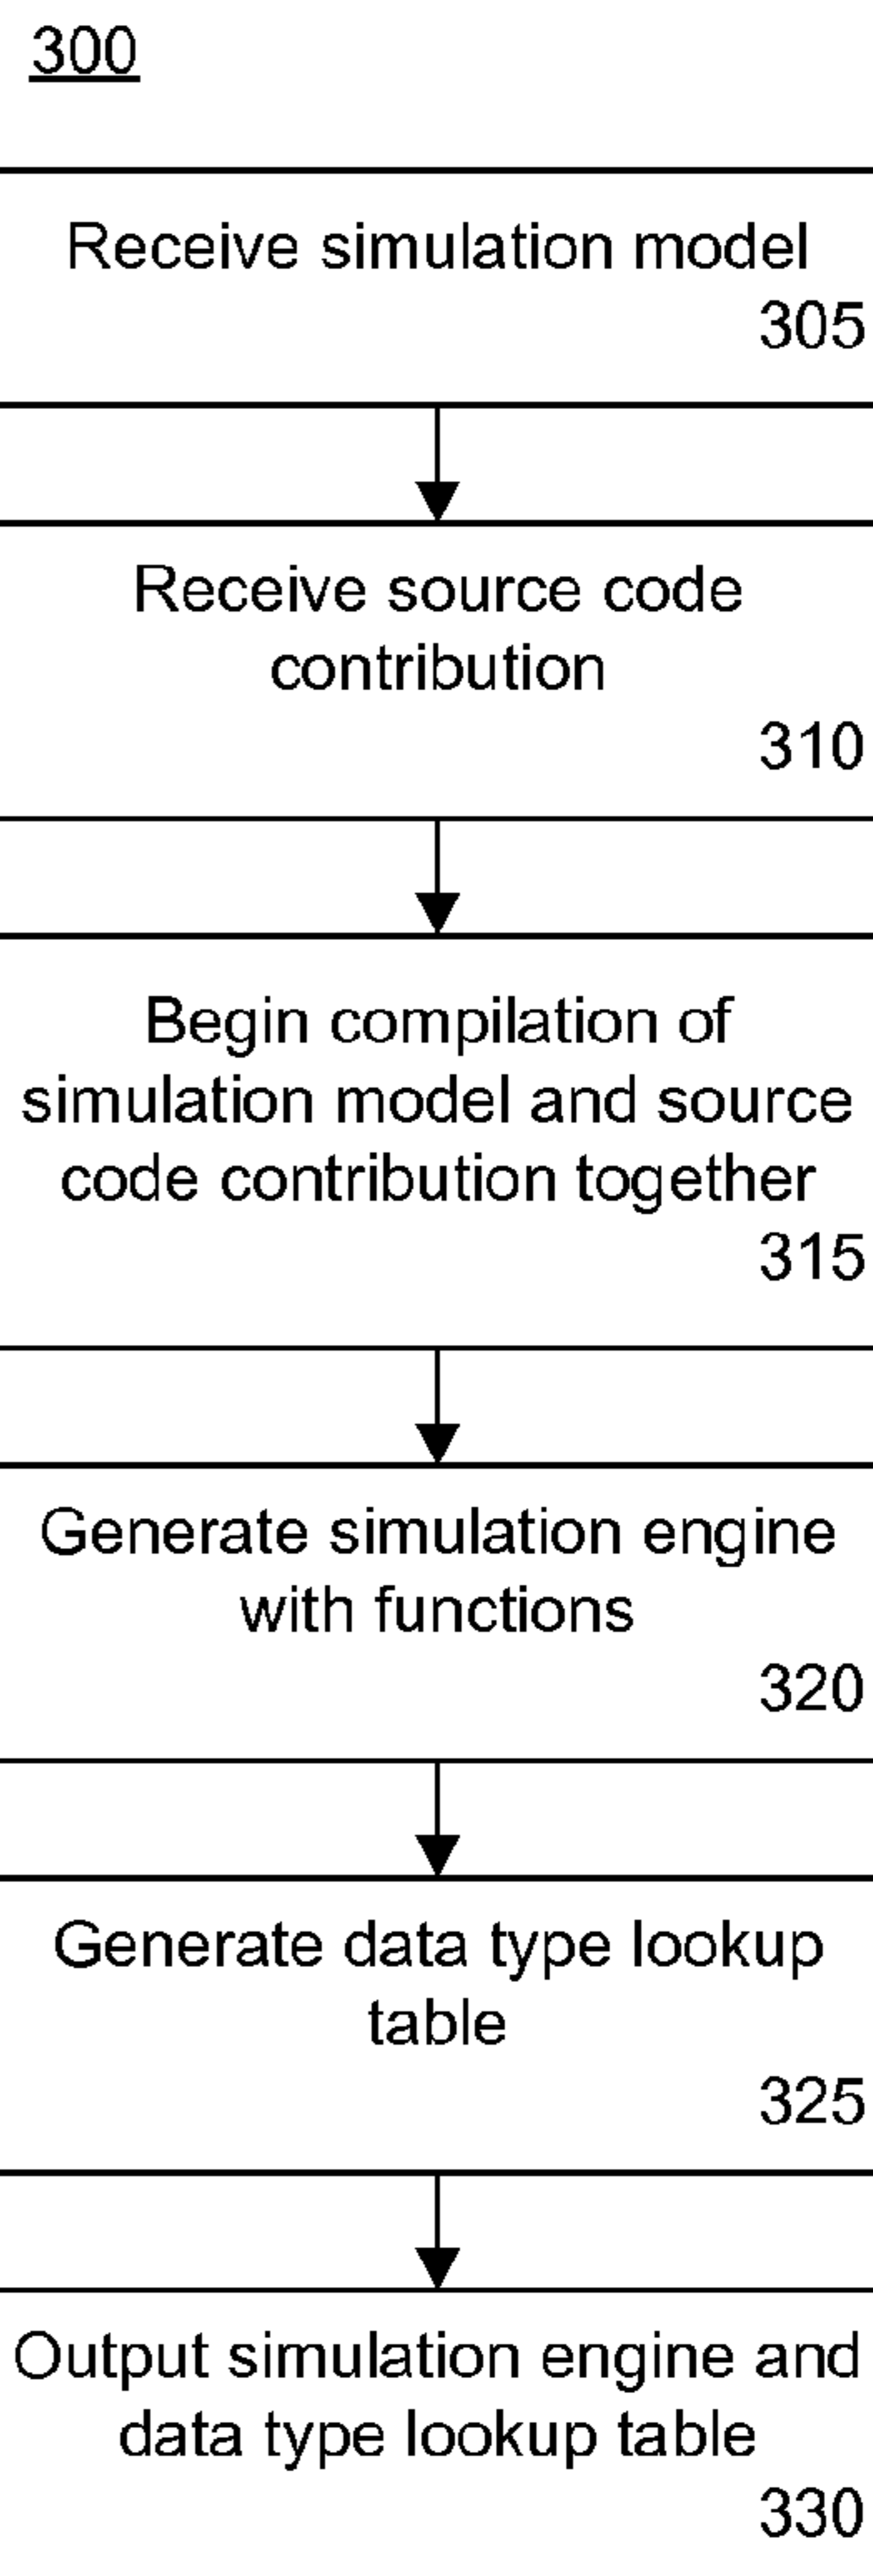 300
Receive simulation model
305
Receive source code
contribution
310
Begin compilation of
simulation model and source
code contribution together
315
Generate simulation engine
with functions
320
Generate data type lookup
table
325
Output simulation engine and
data type lookup table
330